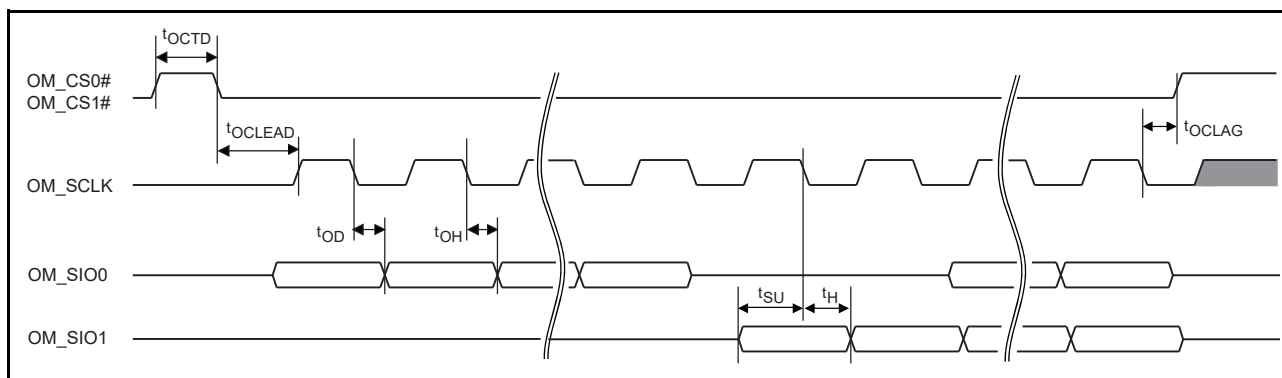 tOCTD
OM_CS0#
OM_CS1#
tOCLEAD
tOCLAG
OM_SCLK
tOD
tOH
OM_SIO0
tSU
tH
OM_SIO1